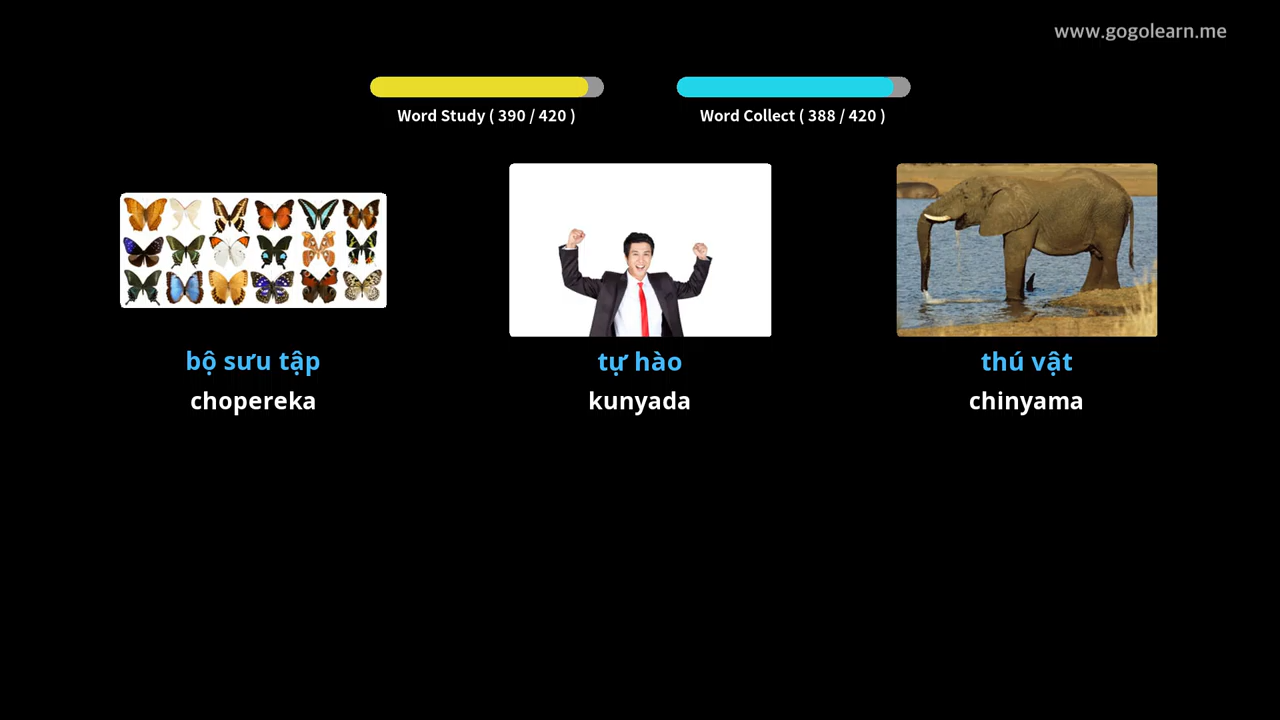 www.gogolearn.me
Word Study ( 390 / 420 )
Word Collect ( 388 / 420 )
bộ sưu tập
chopereka
tự hào
kunyada
thú vật
chinyama